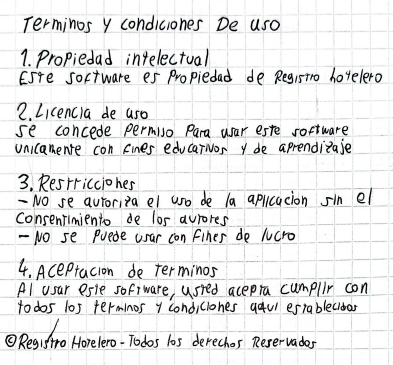 Terminos y condiciones De uso
1. Propiedad intelectual
Este software es propiedad de Registro hotelero
2. Licencia de uso
se concede permiso para usar este software
unicamente con fines educativos y de aprendizaje
3. Restricciones
- No se autoriza el uso de la aplicacion sin el
consentimiento de los autores
- No se puede usar con fines de lucro
4. Aceptacion de terminos
Al usar este software, usted acepta cumplir con
todos los terminos y condiciones aqui establecidos
© Registro Hotelero - Todos los derechos Reservados